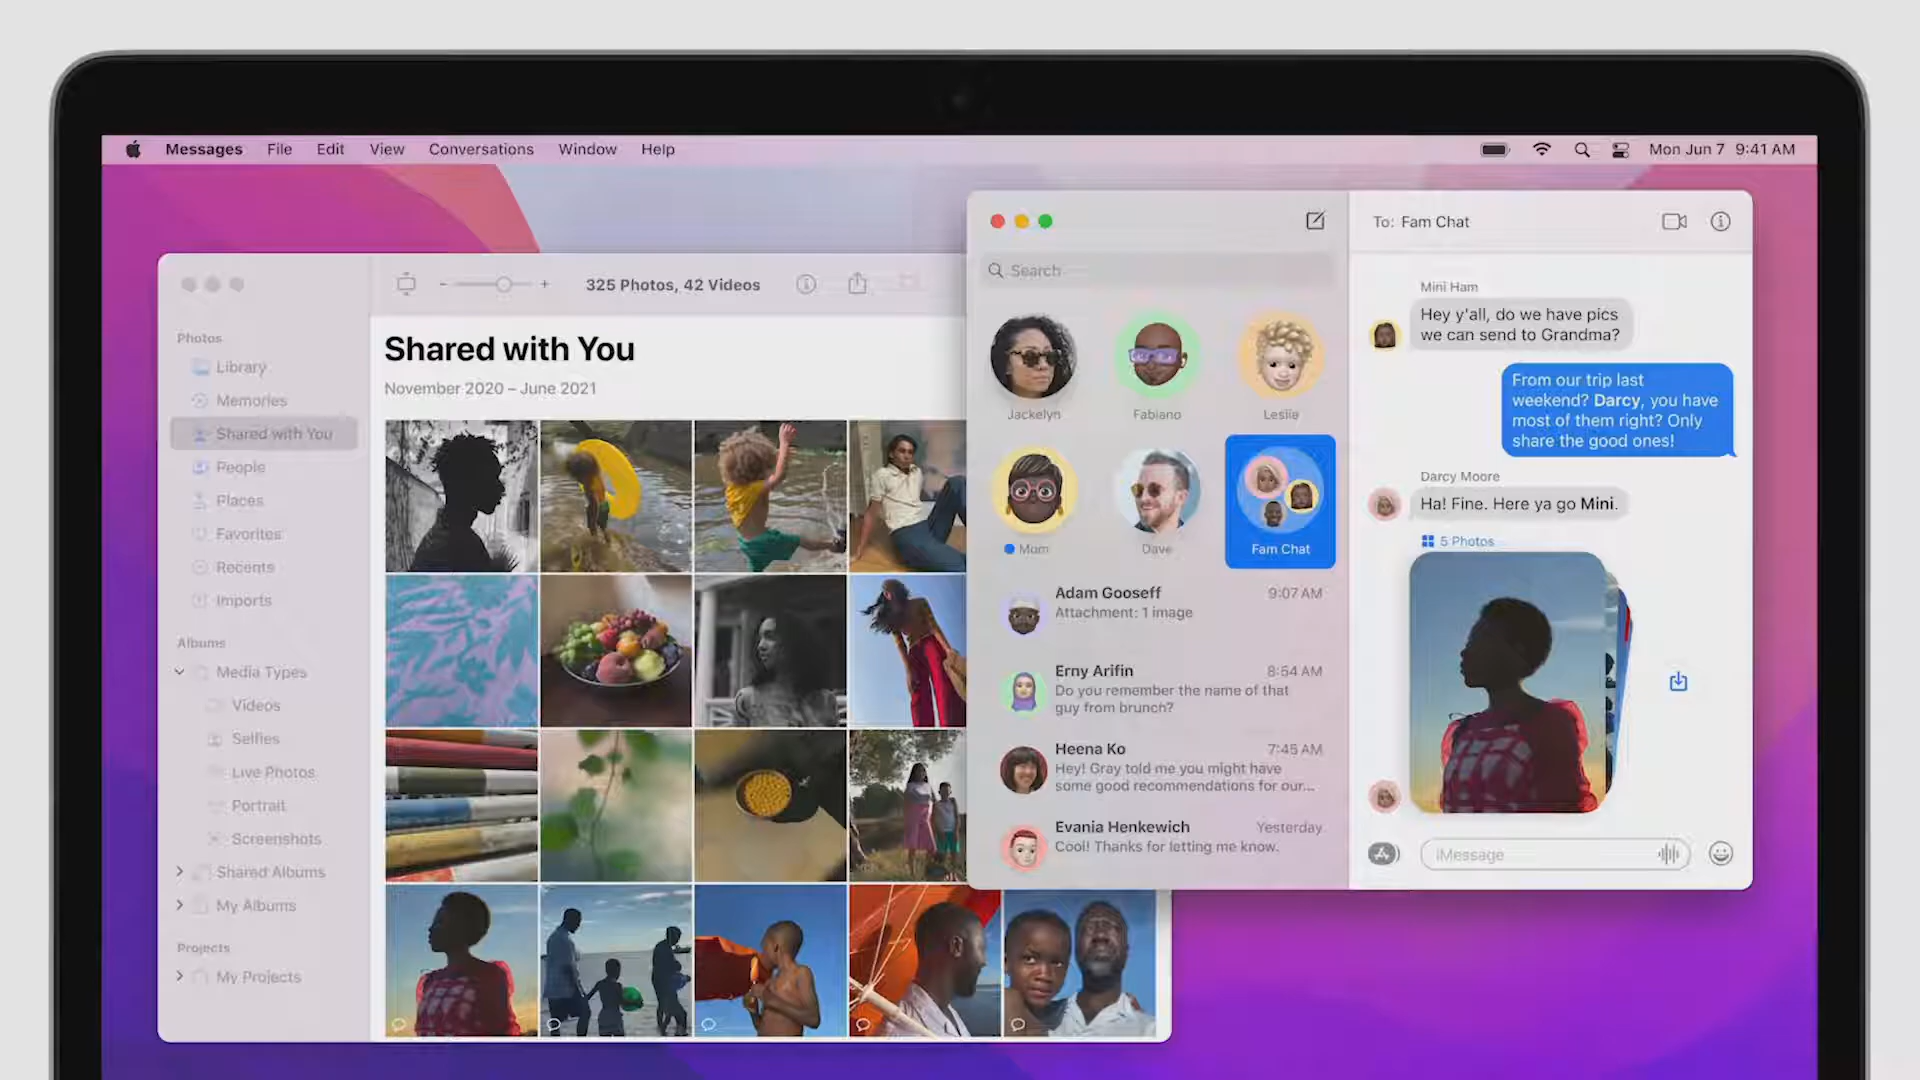 Messages File Edit View Conversations Window Help
Mon Jun 7 9:41 AM
325 Photos, 42 Videos
Photos
Library
Memories
Shared with You
People
Places
Favorites
Recents
Imports
Albums
Media Types
Videos
Selfies
Live Photos
Portrait
Screenshots
Shared Albums
My Albums
Projects
My Projects
Shared with You
November 2020 – June 2021
Search
Jackelyn
Fabiano
Leslie
Mom
Dave
Fam Chat
Adam Gooseff 9:07 AM
Attachment: 1 image
Erny Arifin 8:54 AM
Do you remember the name of that
guy from brunch?
Heena Ko 7:45 AM
Hey! Gray told me you might have
some good recommendations for our...
Evania Henkewich Yesterday
Cool! Thanks for letting me know.
To: Fam Chat
Mini Ham
Hey y'all, do we have pics
we can send to Grandma?
From our trip last
weekend? Darcy, you have
most of them right? Only
share the good ones!
Darcy Moore
Ha! Fine. Here ya go Mini.
5 Photos
iMessage